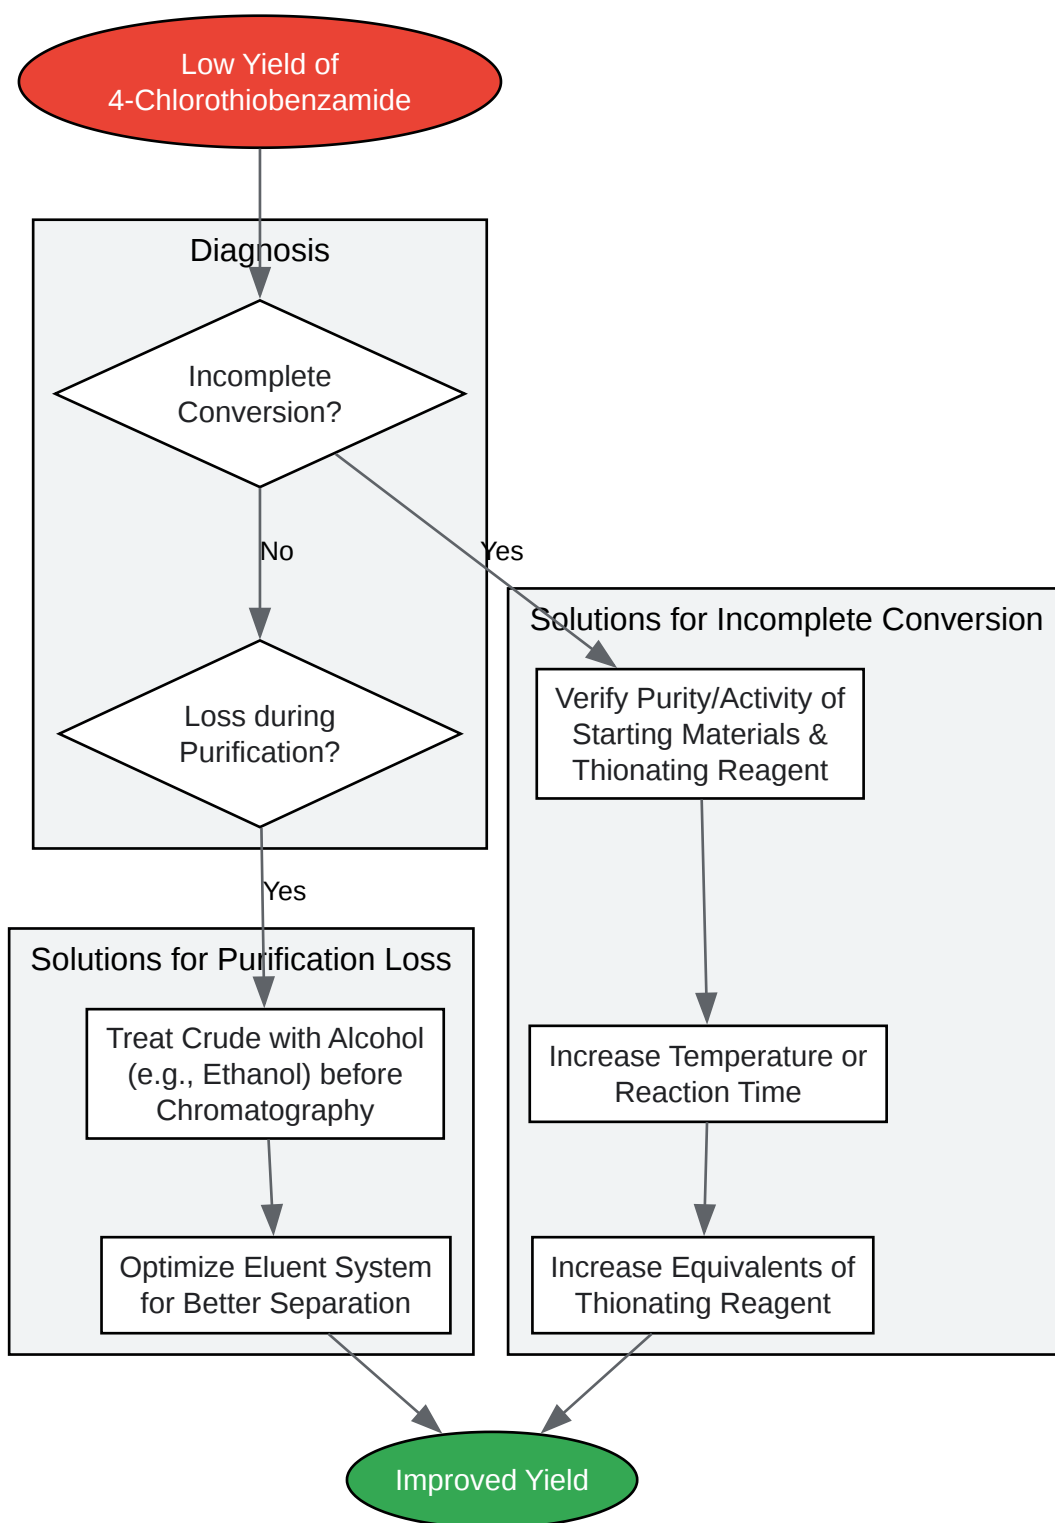 Low Yield of
4-Chlorothiobenzamide
Diagnosis
Incomplete
Conversion?
No
Yes
Loss during
Purification?
Yes
Solutions for Incomplete Conversion
Verify Purity/Activity of
Starting Materials &
Thionating Reagent
Increase Temperature or
Reaction Time
Increase Equivalents of
Thionating Reagent
Solutions for Purification Loss
Treat Crude with Alcohol
(e.g., Ethanol) before
Chromatography
Optimize Eluent System
for Better Separation
Improved Yield